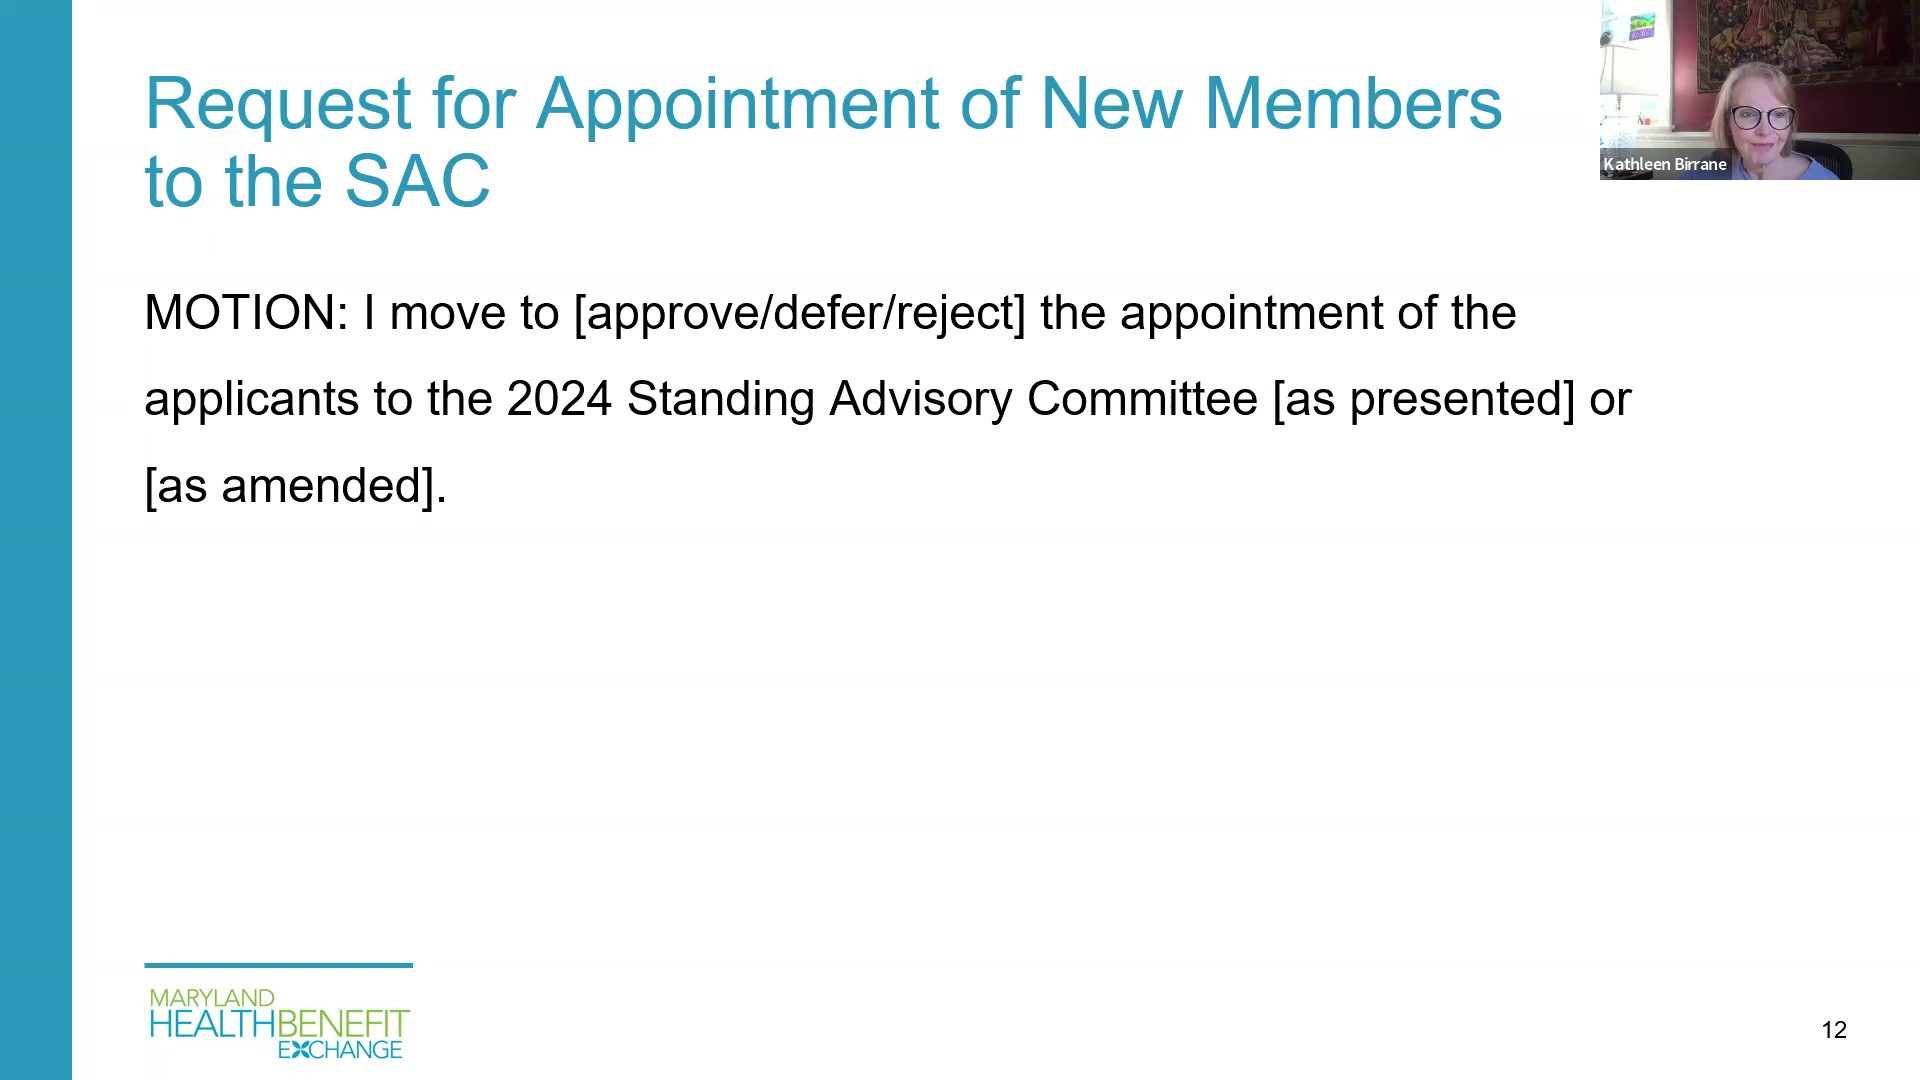 Request for Appointment of New Members
to the SAC
Kathleen Birrane
MOTION: I move to [approve/defer/reject] the appointment of the
applicants to the 2024 Standing Advisory Committee [as presented] or
[as amended].
MARYLAND
HEALTHBENEFIT
EXCHANGE
12